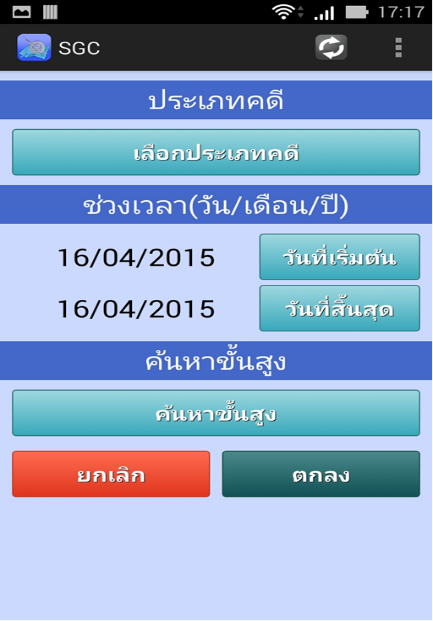 17:17
SGC
ประเภทคดี
เลือกประเภทคดี
ช่วงเวลา(วัน/เดือน/ปี)
16/04/2015 วันที่เริ่มต้น
16/04/2015 วันที่สิ้นสุด
ค้นหาขั้นสูง
ค้นหาขั้นสูง
ยกเลิก ตกลง